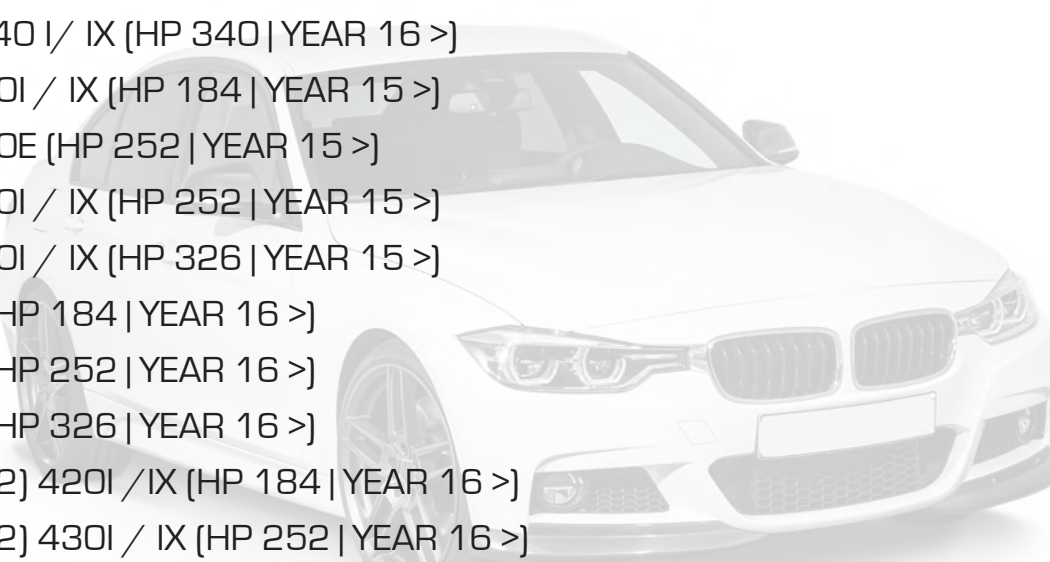 40 I/ IX (HP 340 | YEAR 16 >)
0I / IX (HP 184 | YEAR 15 >)
0E (HP 252 | YEAR 15 >)
0I / IX (HP 252 | YEAR 15 >)
0I / IX (HP 326 | YEAR 15 >)
HP 184 | YEAR 16 >)
HP 252 | YEAR 16 >)
HP 326 | YEAR 16 >)
2) 420I /IX (HP 184 | YEAR 16 >)
2) 430I / IX (HP 252 | YEAR 16 >)